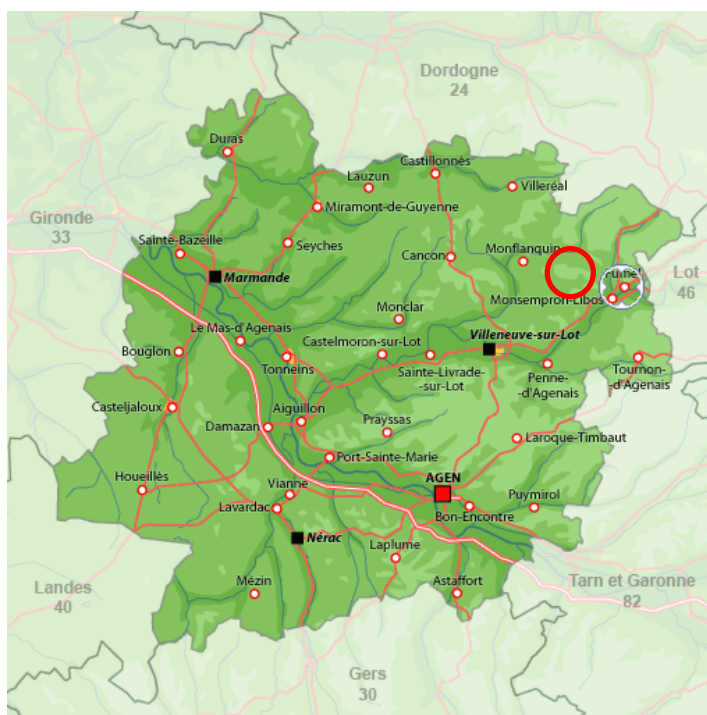 Dordogne
24
Duras
Castillonnès
Lauzun
Villeréal
Miramont-de-Guyenne
Gironde
33
Sainte-Bazeille
Seyches
Cancon
Monflanquin
Marmande
Fumel
Lot
46
Monsempron-Libos
Monclar
Le Mas-d'Agenais
Castelmoron-sur-Lot
Villeneuve-sur-Lot
Bouglon
Tonneins
Sainte-Livrade-
-sur-Lot
Penne-
-d'Agenais
Tournon-
-d'Agenais
Casteljaloux
Aiguillon
Damazan
Prayssas
Laroque-Timbaut
Port-Sainte-Marie
Houeillès
Vianne
AGEN
Lavardac
Puymirol
Bon-Encontre
Nérac
Laplume
Landes
40
Mézin
Astaffort
Tarn et Garonne
82
Gers
30